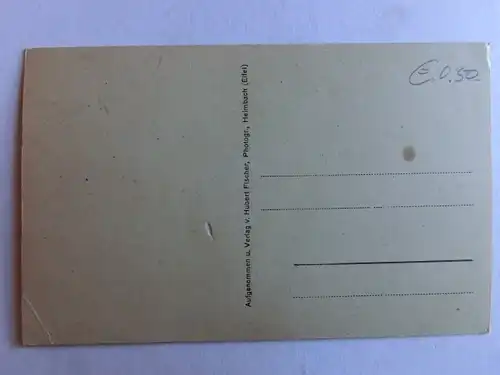 € 0.50
Aufgenommen u. Verlag v. Hubert Fischer, Photogr., Heimbach (Eifel)